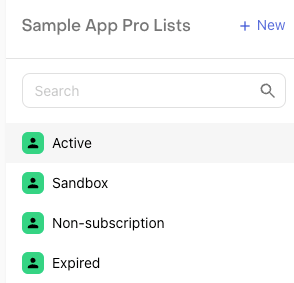 Sample App Pro Lists
+ New
Search
Active
Sandbox
Non-subscription
Expired